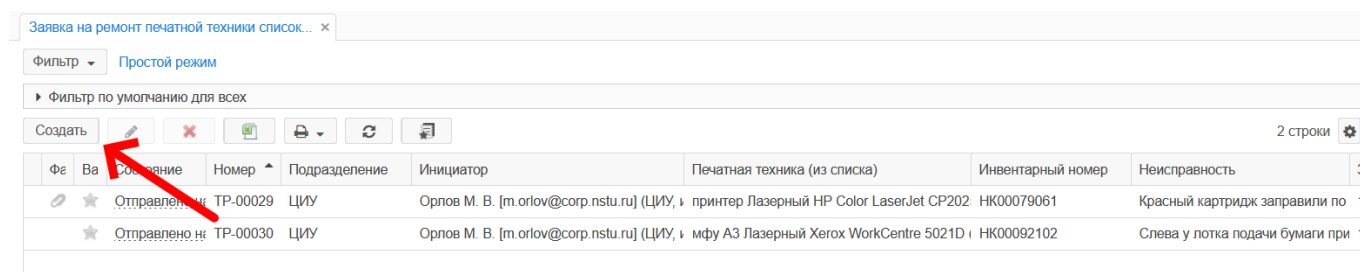 Заявка на ремонт печатной техники список... ×
Фильтр Простой режим
Фильтр по умолчанию для всех
Создать 2 строки
Фа Ва Состояние Номер Подразделение Инициатор Печатная техника (из списка) Инвентарный номер Неисправность
Отправлено на ТР-00029 ЦИУ Орлов М. В. [m.orlov@corp.nstu.ru] (ЦИУ, и принтер Лазерный HP Color LaserJet CP202 НК00079061 Красный картридж заправили по
Отправлено на ТР-00030 ЦИУ Орлов М. В. [m.orlov@corp.nstu.ru] (ЦИУ, и мфу A3 Лазерный Xerox WorkCentre 5021D ( НК00092102 Слева у лотка подачи бумаги при